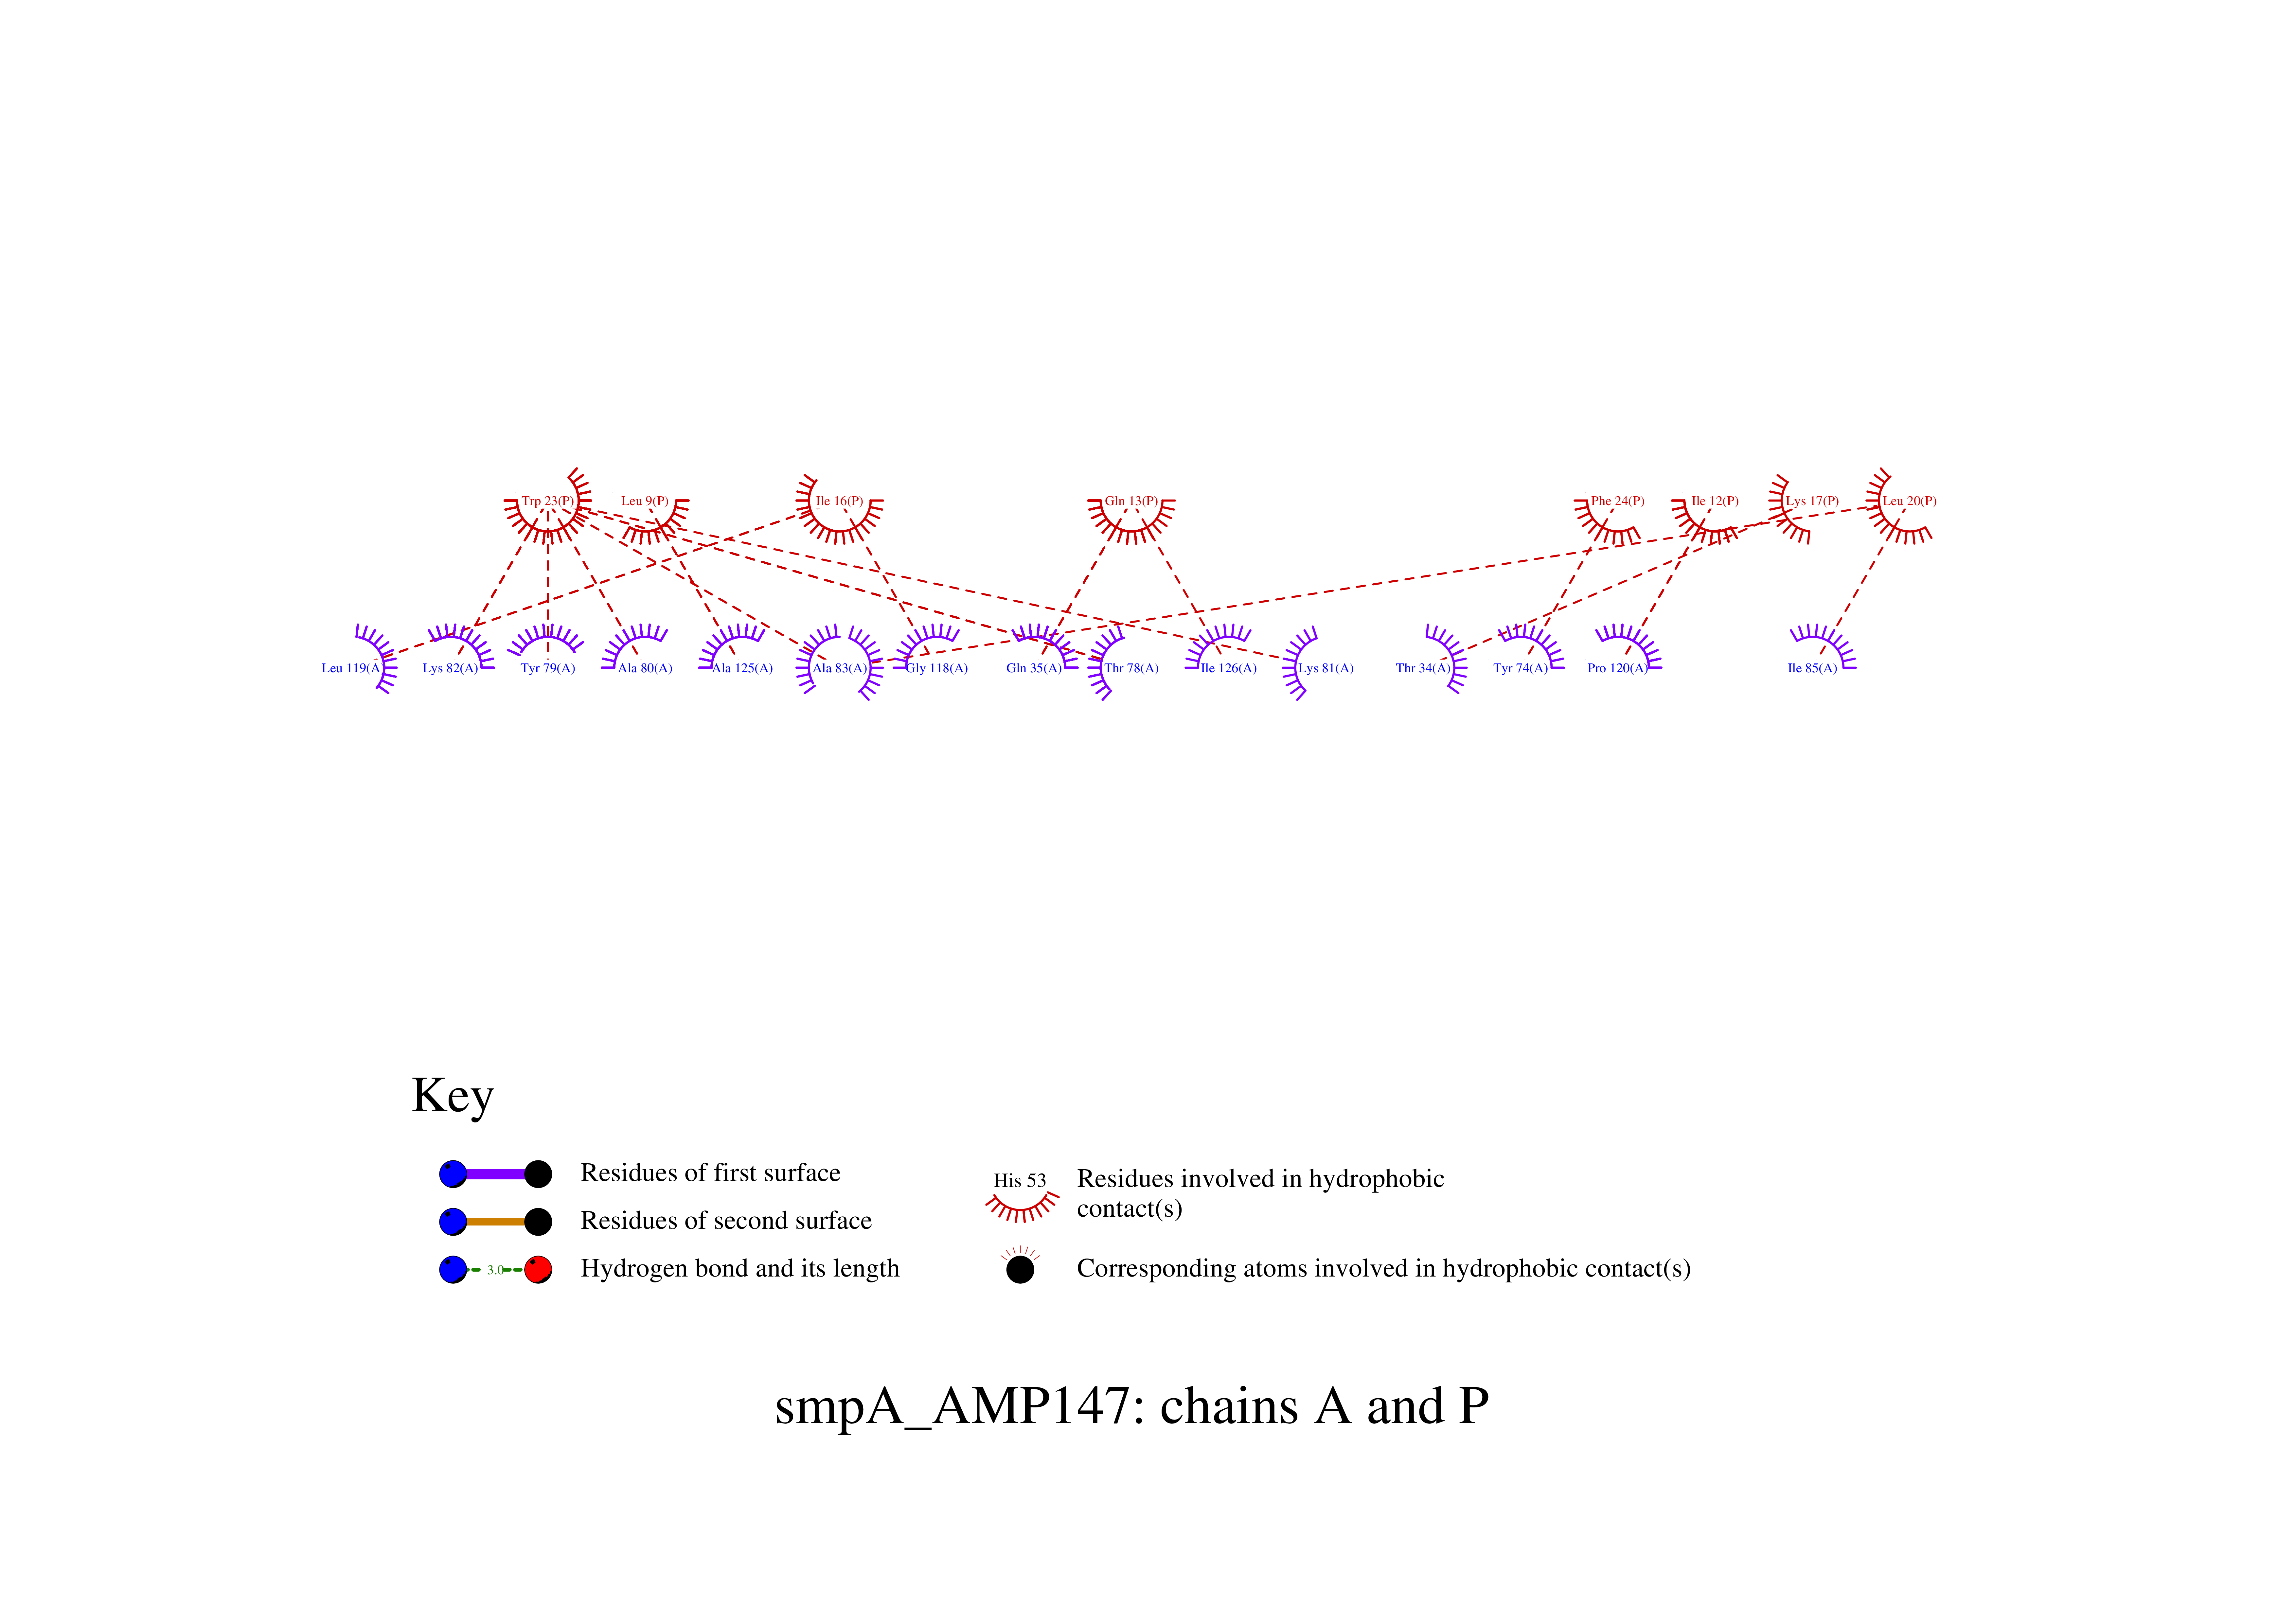 Trp 23(P) Leu 9(P) Ile 16(P) Gln 13(P) Phe 24(P) Ile 12(P) Lys 17(P) Leu 20(P)
Leu 119(A) Lys 82(A) Tyr 79(A) Ala 80(A) Ala 125(A) Ala 83(A) Gly 118(A) Gln 35(A) Thr 78(A) Ile 126(A) Lys 81(A) Thr 34(A) Tyr 74(A) Pro 120(A) Ile 85(A)
Key
Residues of first surface
Residues of second surface
3.0 Hydrogen bond and its length
His 53 Residues involved in hydrophobic
contact(s)
Corresponding atoms involved in hydrophobic contact(s)
smpA_AMP147: chains A and P